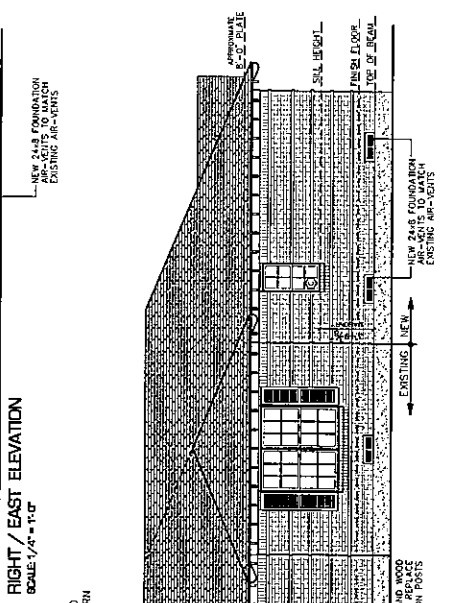 RIGHT / EAST ELEVATION
SCALE: 1/4" = 1'-0"
NEW 24x8 FOUNDATION
AIR-VENTS TO MATCH
EXISTING AIR-VENTS
APPROXIMATE
8'-0" PLATE
SILL HEIGHT
FINISH FLOOR
TOP OF BEAM
NEW 24x8 FOUNDATION
AIR-VENTS TO MATCH
EXISTING AIR-VENTS
EXISTING
NEW
ND WOOD
REPLACE
N POSTS